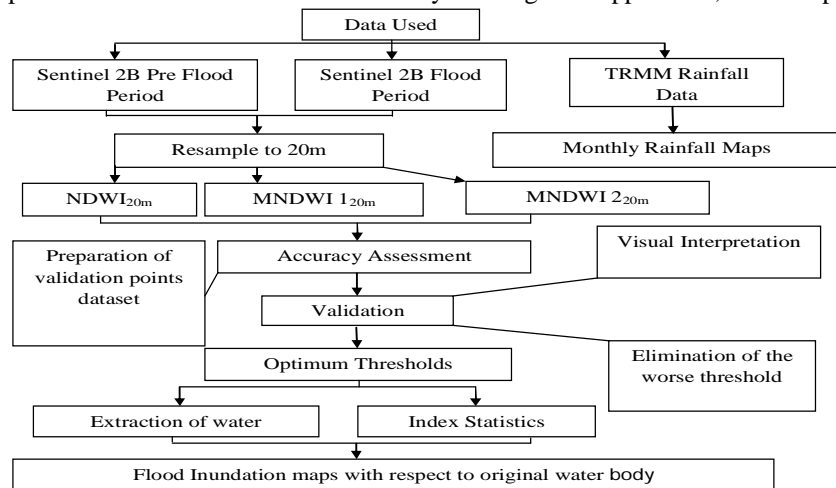 Data Used
Sentinel 2B Pre Flood
Period
Sentinel 2B Flood
Period
TRMM Rainfall
Data
Resample to 20m
Monthly Rainfall Maps
NDWI20m
MNDWI 120m
MNDWI 220m
Preparation of
validation points
dataset
Accuracy Assessment
Visual Interpretation
Validation
Optimum Thresholds
Elimination of the
worse threshold
Extraction of water
Index Statistics
Flood Inundation maps with respect to original water body